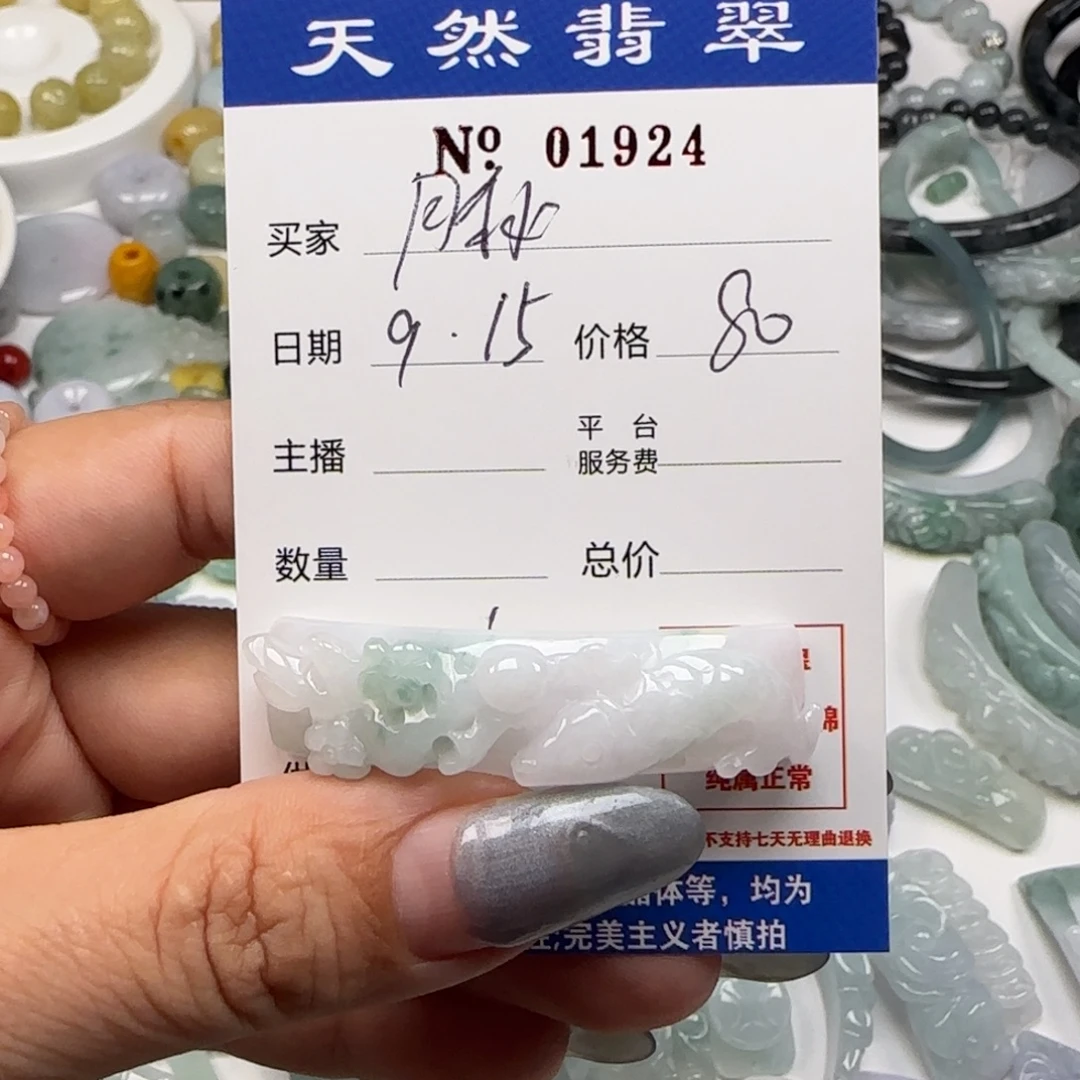 天然翡翠
№ 01924
买家
日期 9.15 价格 80
主播 平台服务费
数量 总价
绵
纯属正常
不支持七天无理由退换
晶体等，均为
完美主义者慎拍